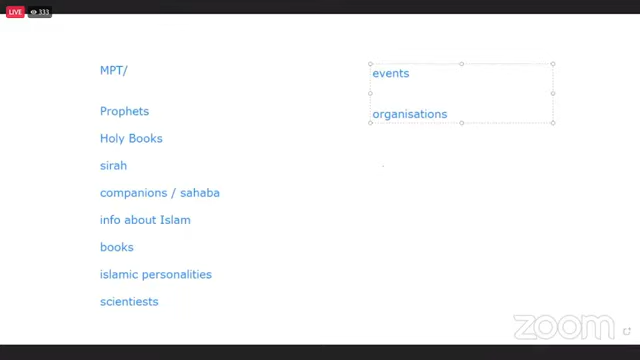 LIVE 333
MPT/
Prophets
Holy Books
sirah
companions / sahaba
info about Islam
books
islamic personalities
scientiests
events
organisations
zoom